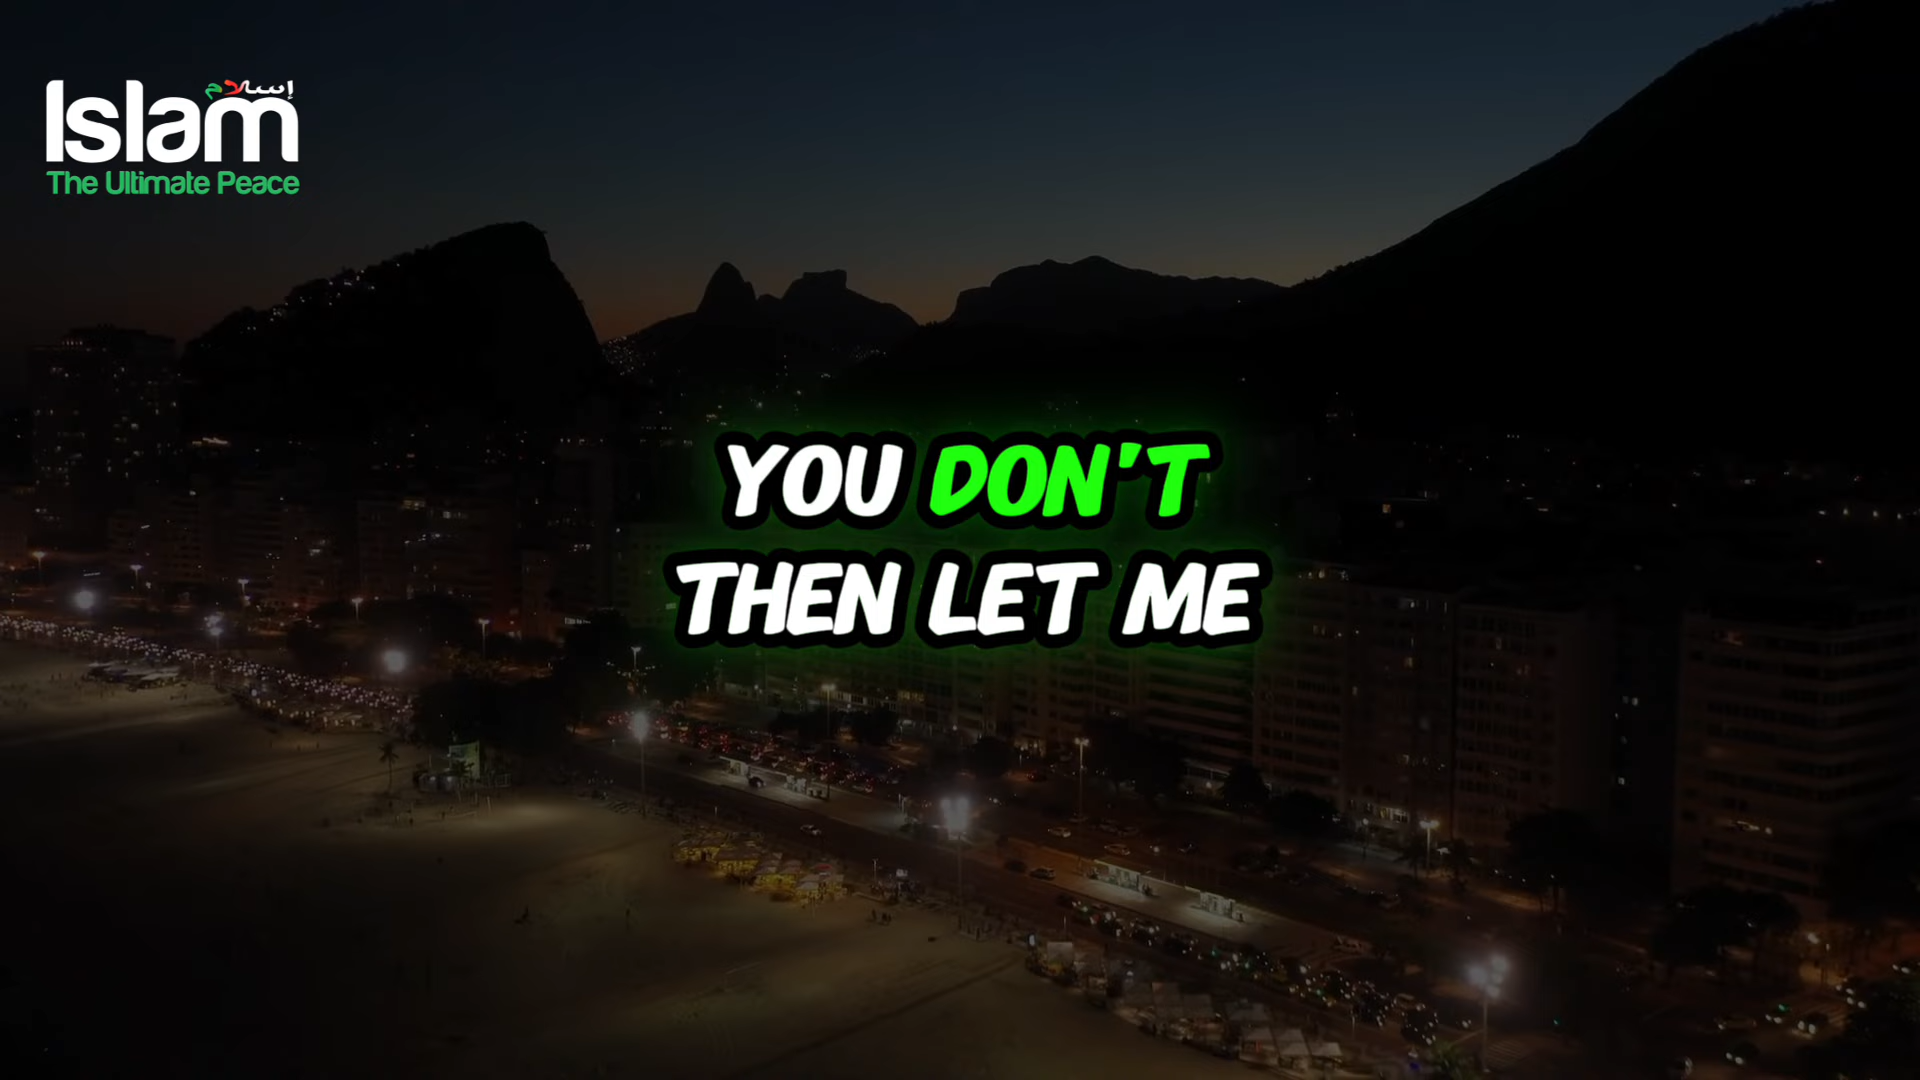 إسلام
Islam
The Ultimate Peace
YOU DON'T
THEN LET ME